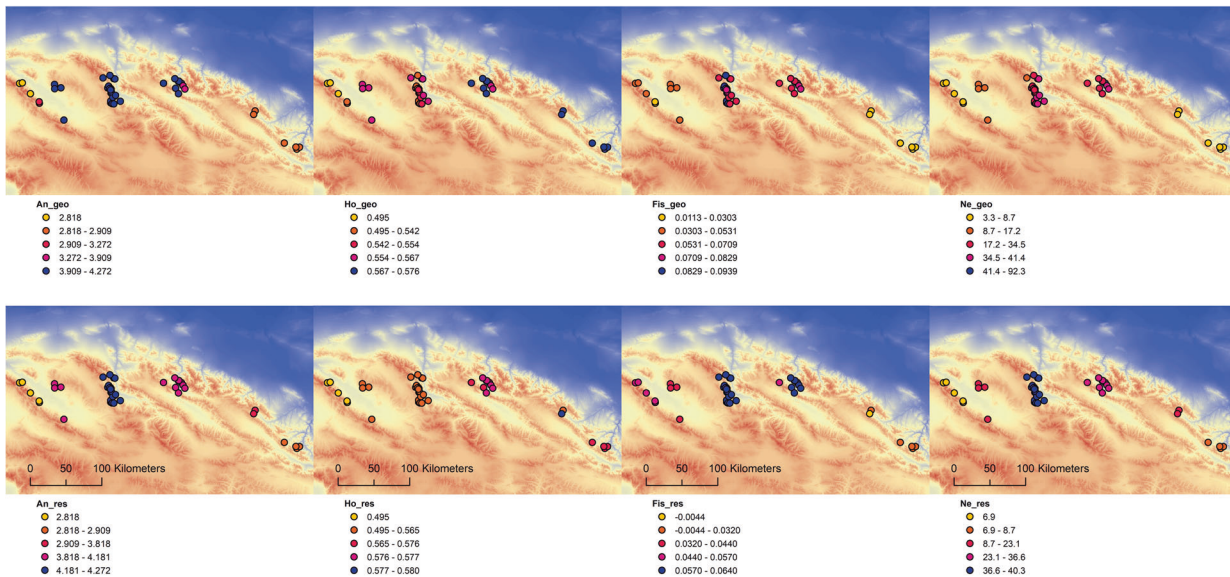 An_geo
2.818
2.818 - 2.909
2.909 - 3.272
3.272 - 3.909
3.909 - 4.272
Ho_geo
0.495
0.495 - 0.542
0.542 - 0.554
0.554 - 0.567
0.567 - 0.576
Fis_geo
0.0113 - 0.0303
0.0303 - 0.0531
0.0531 - 0.0709
0.0709 - 0.0829
0.0829 - 0.0939
Ne_geo
3.3 - 8.7
8.7 - 17.2
17.2 - 34.5
34.5 - 41.4
41.4 - 92.3
0 50 100 Kilometers
0 50 100 Kilometers
0 50 100 Kilometers
0 50 100 Kilometers
An_res
2.818
2.818 - 2.909
2.909 - 3.818
3.818 - 4.181
4.181 - 4.272
Ho_res
0.495
0.495 - 0.565
0.565 - 0.576
0.576 - 0.577
0.577 - 0.580
Fis_res
-0.0044
-0.0044 - 0.0320
0.0320 - 0.0440
0.0440 - 0.0570
0.0570 - 0.0640
Ne_res
6.9
6.9 - 8.7
8.7 - 23.1
23.1 - 36.6
36.6 - 40.3